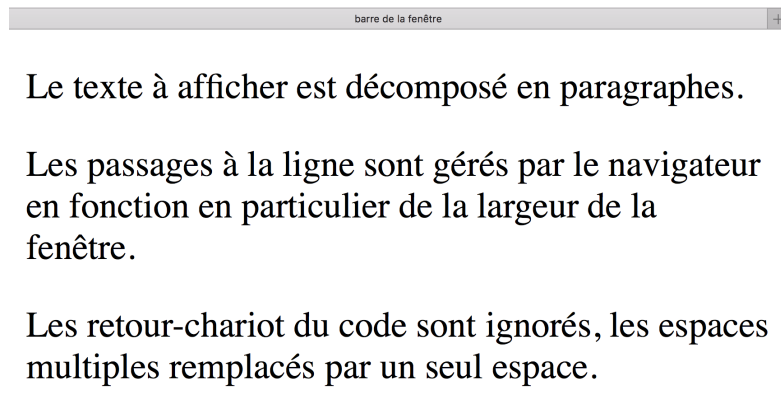 barre de la fenêtre
+
Le texte à afficher est décomposé en paragraphes.
Les passages à la ligne sont gérés par le navigateur
en fonction en particulier de la largeur de la
fenêtre.
Les retour-chariot du code sont ignorés, les espaces
multiples remplacés par un seul espace.